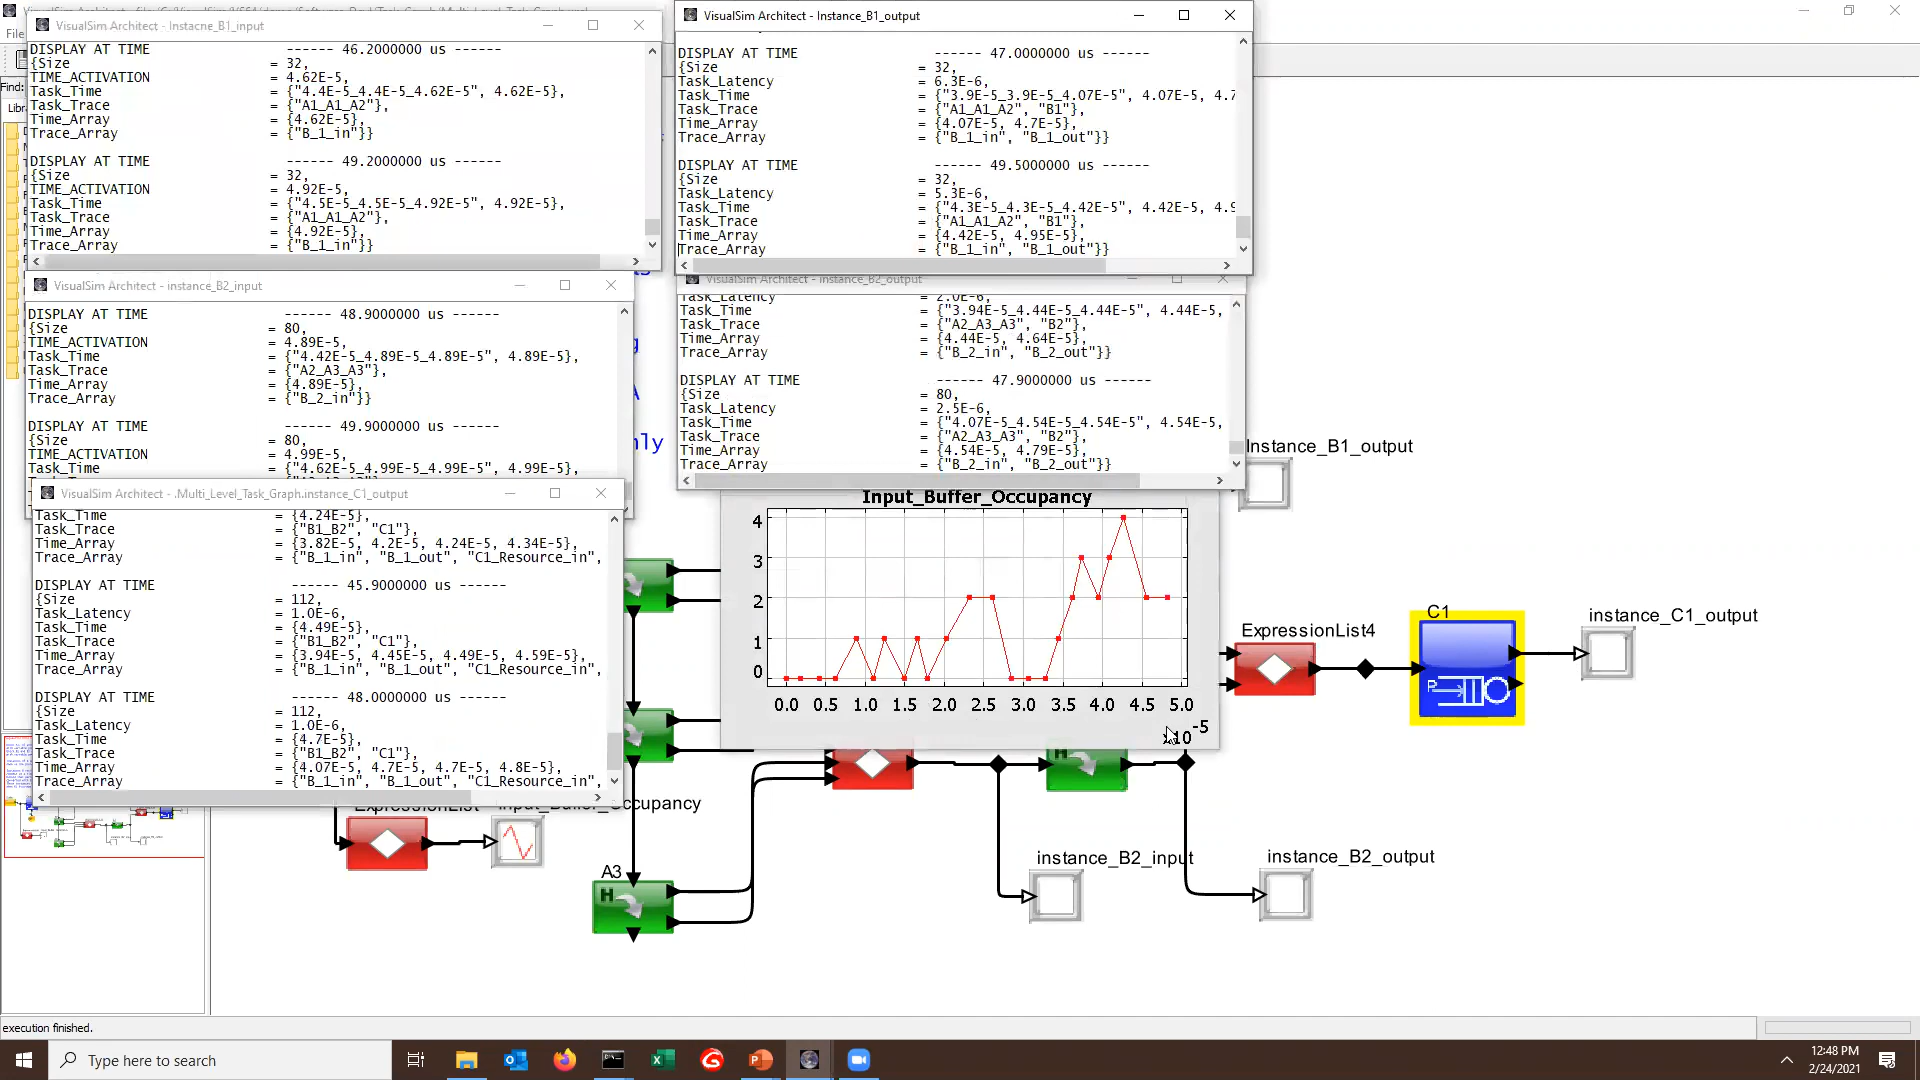 VisualSim Architect - Instacne_B1_input
DISPLAY AT TIME ------ 46.2000000 us ------
{Size = 32,
TIME_ACTIVATION = 4.62E-5,
Task_Time = {"4.4E-5_4.4E-5_4.62E-5", 4.62E-5},
Task_Trace = {"A1_A1_A2"},
Time_Array = {4.62E-5},
Trace_Array = {"B_1_in"}}
DISPLAY AT TIME ------ 49.2000000 us ------
{Size = 32,
TIME_ACTIVATION = 4.92E-5,
Task_Time = {"4.5E-5_4.5E-5_4.92E-5", 4.92E-5},
Task_Trace = {"A1_A1_A2"},
Time_Array = {4.92E-5},
Trace_Array = {"B_1_in"}}
VisualSim Architect - Instance_B1_output
DISPLAY AT TIME ------ 47.0000000 us ------
{Size = 32,
Task_Latency = 6.3E-6,
Task_Time = {"3.9E-5_3.9E-5_4.07E-5", 4.07E-5, 4.7
Task_Trace = {"A1_A1_A2", "B1"},
Time_Array = {4.07E-5, 4.7E-5},
Trace_Array = {"B_1_in", "B_1_out"}}
DISPLAY AT TIME ------ 49.5000000 us ------
{Size = 32,
Task_Latency = 5.3E-6,
Task_Time = {"4.3E-5_4.3E-5_4.42E-5", 4.42E-5, 4.9
Task_Trace = {"A1_A1_A2", "B1"},
Time_Array = {4.42E-5, 4.95E-5},
Trace_Array = {"B_1_in", "B_1_out"}}
VisualSim Architect - instance_B2_input
DISPLAY AT TIME ------ 48.9000000 us ------
{Size = 80,
TIME_ACTIVATION = 4.89E-5,
Task_Time = {"4.42E-5_4.89E-5_4.89E-5", 4.89E-5},
Task_Trace = {"A2_A3_A3"},
Time_Array = {4.89E-5},
Trace_Array = {"B_2_in"}}
DISPLAY AT TIME ------ 49.9000000 us ------
{Size = 80,
TIME_ACTIVATION = 4.99E-5,
Task_Time = {"4.62E-5_4.99E-5_4.99E-5", 4.99E-5},
VisualSim Architect - instance_B2_output
Task_Latency = 2.0E-6,
Task_Time = {"3.94E-5_4.44E-5_4.44E-5", 4.44E-5,
Task_Trace = {"A2_A3_A3", "B2"},
Time_Array = {4.44E-5, 4.64E-5},
Trace_Array = {"B_2_in", "B_2_out"}}
DISPLAY AT TIME ------ 47.9000000 us ------
{Size = 80,
Task_Latency = 2.5E-6,
Task_Time = {"4.07E-5_4.54E-5_4.54E-5", 4.54E-5,
Task_Trace = {"A2_A3_A3", "B2"},
Time_Array = {4.54E-5, 4.79E-5},
Trace_Array = {"B_2_in", "B_2_out"}}
VisualSim Architect - .Multi_Level_Task_Graph.instance_C1_output
Task_Time = {4.24E-5},
Task_Trace = {"B1_B2", "C1"},
Time_Array = {3.82E-5, 4.2E-5, 4.24E-5, 4.34E-5},
Trace_Array = {"B_1_in", "B_1_out", "C1_Resource_in",
DISPLAY AT TIME ------ 45.9000000 us ------
{Size = 112,
Task_Latency = 1.0E-6,
Task_Time = {4.49E-5},
Task_Trace = {"B1_B2", "C1"},
Time_Array = {3.94E-5, 4.45E-5, 4.49E-5, 4.59E-5},
Trace_Array = {"B_1_in", "B_1_out", "C1_Resource_in",
DISPLAY AT TIME ------ 48.0000000 us ------
{Size = 112,
Task_Latency = 1.0E-6,
Task_Time = {4.7E-5},
Task_Trace = {"B1_B2", "C1"},
Time_Array = {4.07E-5, 4.7E-5, 4.7E-5, 4.8E-5},
Trace_Array = {"B_1_in", "B_1_out", "C1_Resource_in",
Input_Buffer_Occupancy
4
3
2
1
0
0.0 0.5 1.0 1.5 2.0 2.5 3.0 3.5 4.0 4.5 5.0
x10-5
File
Find:
Instance_B1_output
ExpressionList4
C1
instance_C1_output
ExpressionList
Input_Buffer_Occupancy
A3
H
instance_B2_input
instance_B2_output
execution finished.
Type here to search
12:48 PM
2/24/2021